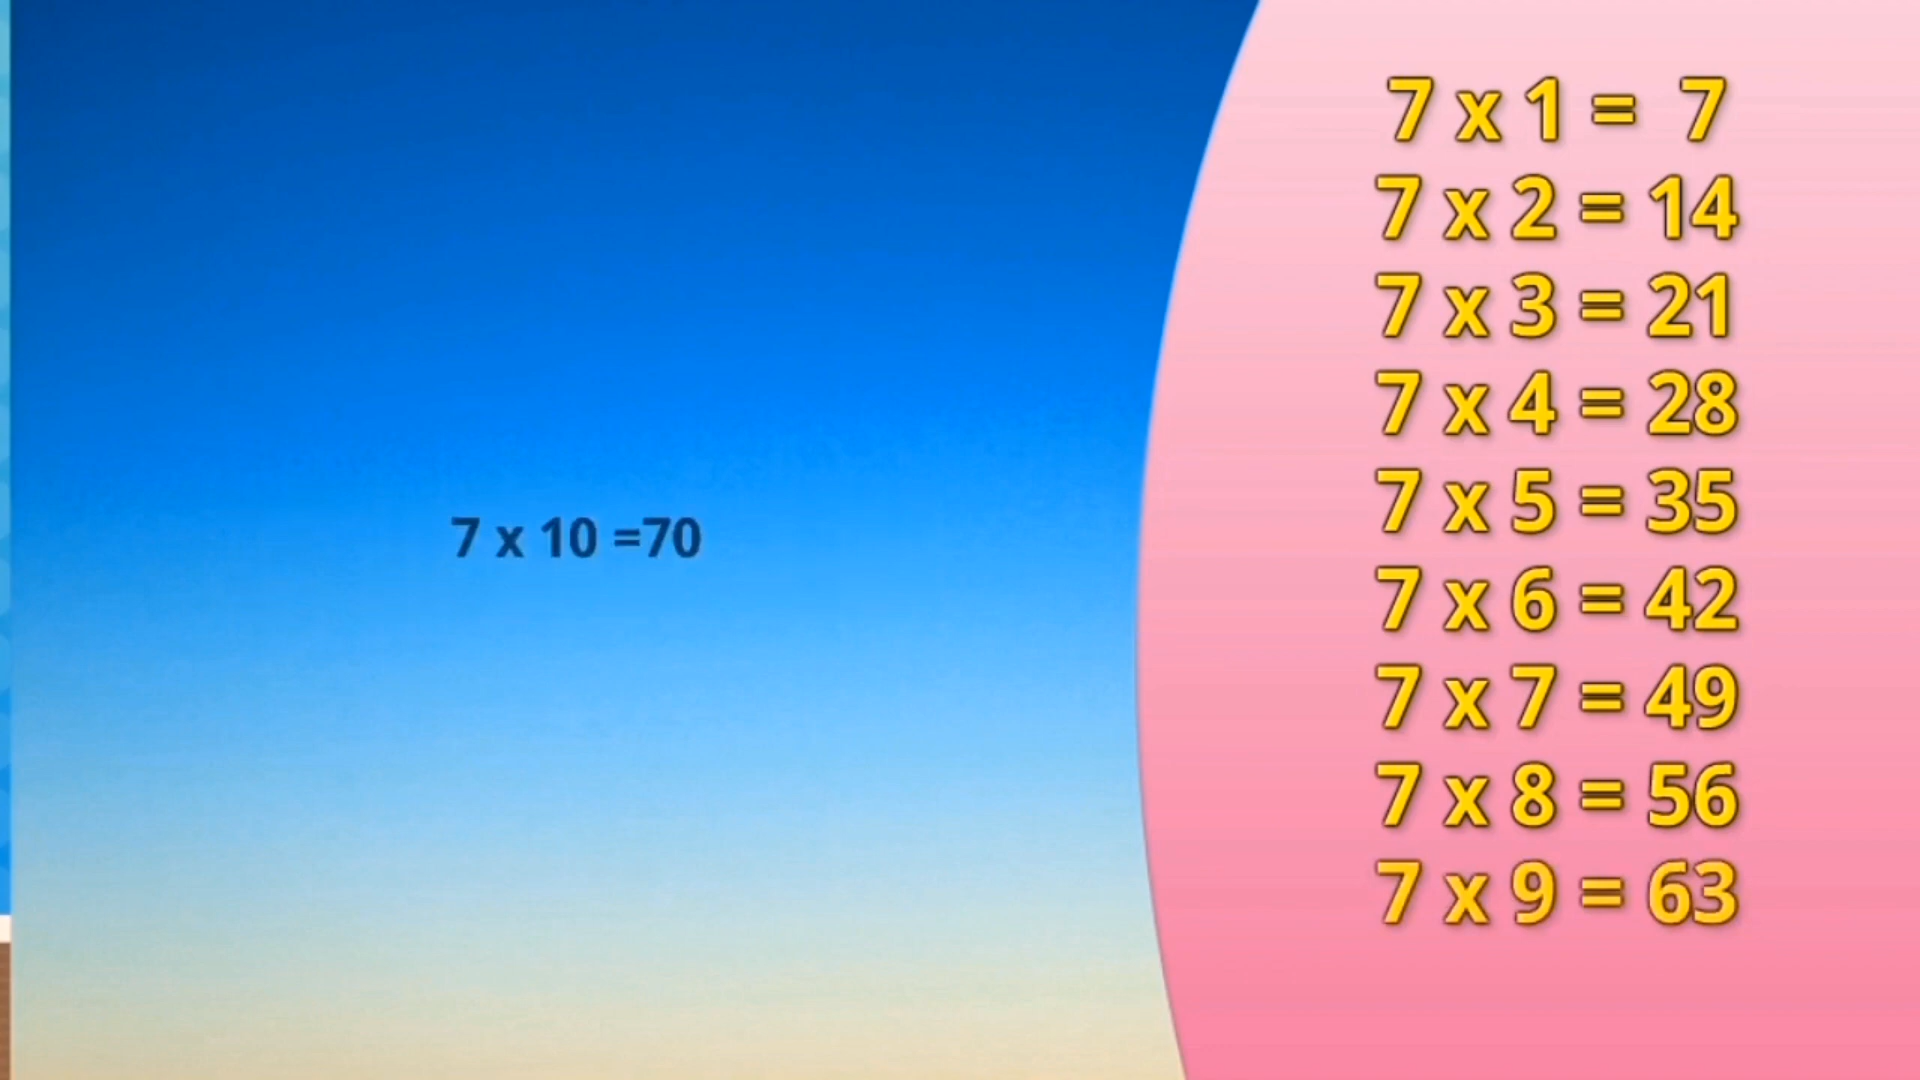 7 x 10 =70
7 x 1 = 7
7 x 2 = 14
7 x 3 = 21
7 x 4 = 28
7 x 5 = 35
7 x 6 = 42
7 x 7 = 49
7 x 8 = 56
7 x 9 = 63